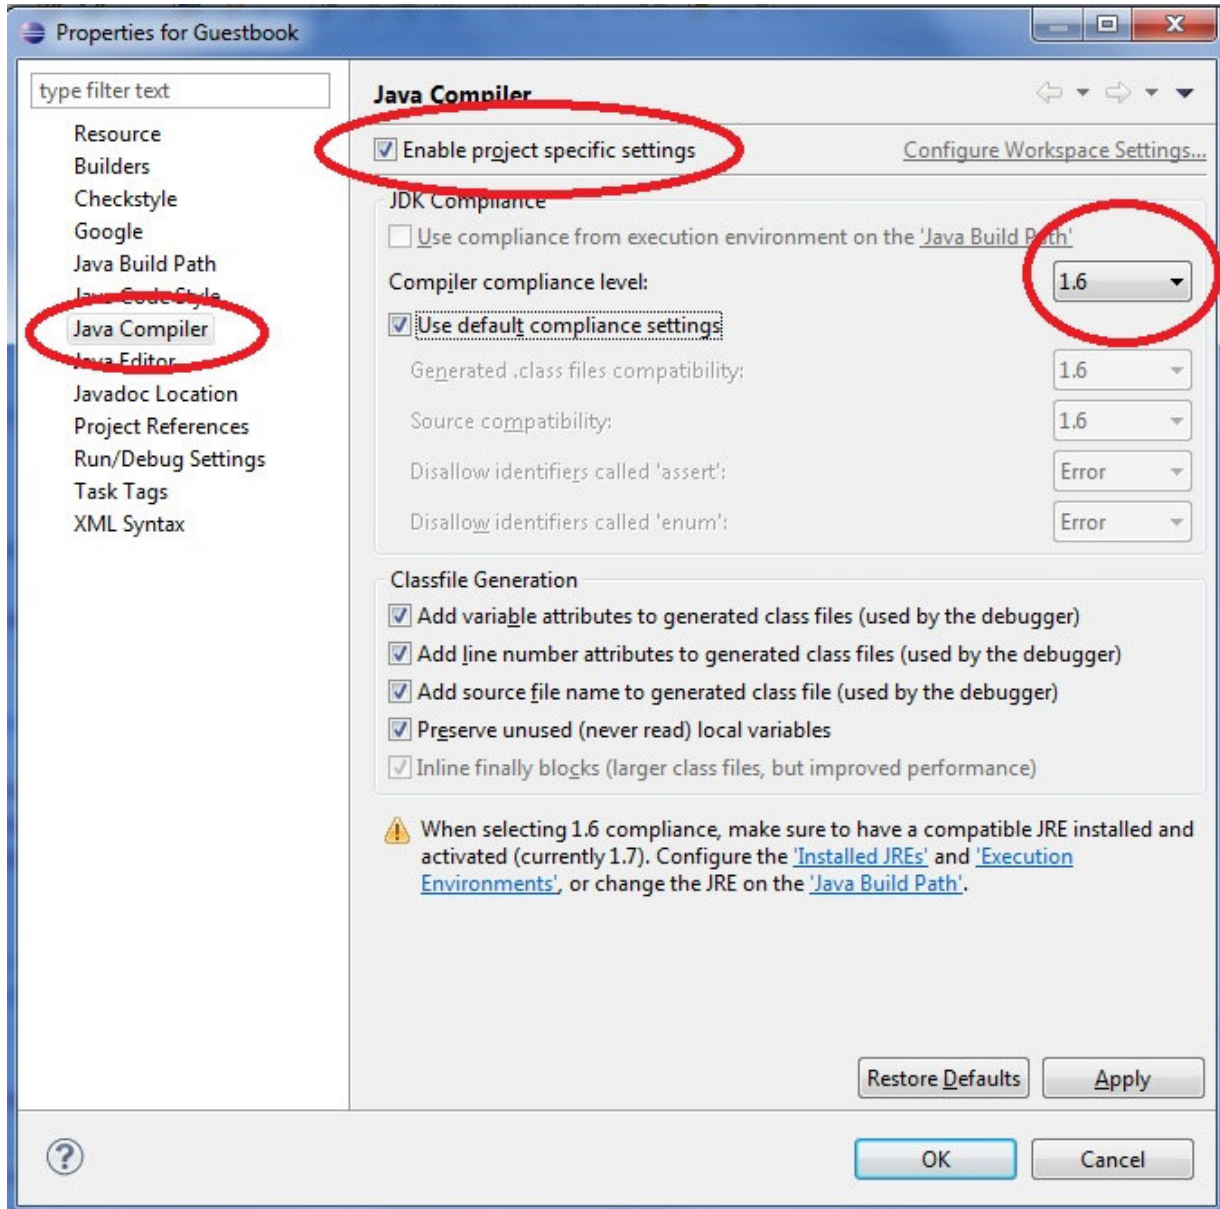 Properties for Guestbook
type filter text
Resource
Builders
Checkstyle
Google
Java Build Path
Java Code Style
Java Compiler
Java Editor
Javadoc Location
Project References
Run/Debug Settings
Task Tags
XML Syntax
Java Compiler
Enable project specific settings
Configure Workspace Settings...
JDK Compliance
Use compliance from execution environment on the 'Java Build Path'
Compiler compliance level: 1.6
Use default compliance settings
Generated .class files compatibility: 1.6
Source compatibility: 1.6
Disallow identifiers called 'assert': Error
Disallow identifiers called 'enum': Error
Classfile Generation
Add variable attributes to generated class files (used by the debugger)
Add line number attributes to generated class files (used by the debugger)
Add source file name to generated class file (used by the debugger)
Preserve unused (never read) local variables
Inline finally blocks (larger class files, but improved performance)
When selecting 1.6 compliance, make sure to have a compatible JRE installed and
activated (currently 1.7). Configure the 'Installed JREs' and 'Execution
Environments', or change the JRE on the 'Java Build Path'.
Restore Defaults
Apply
OK
Cancel